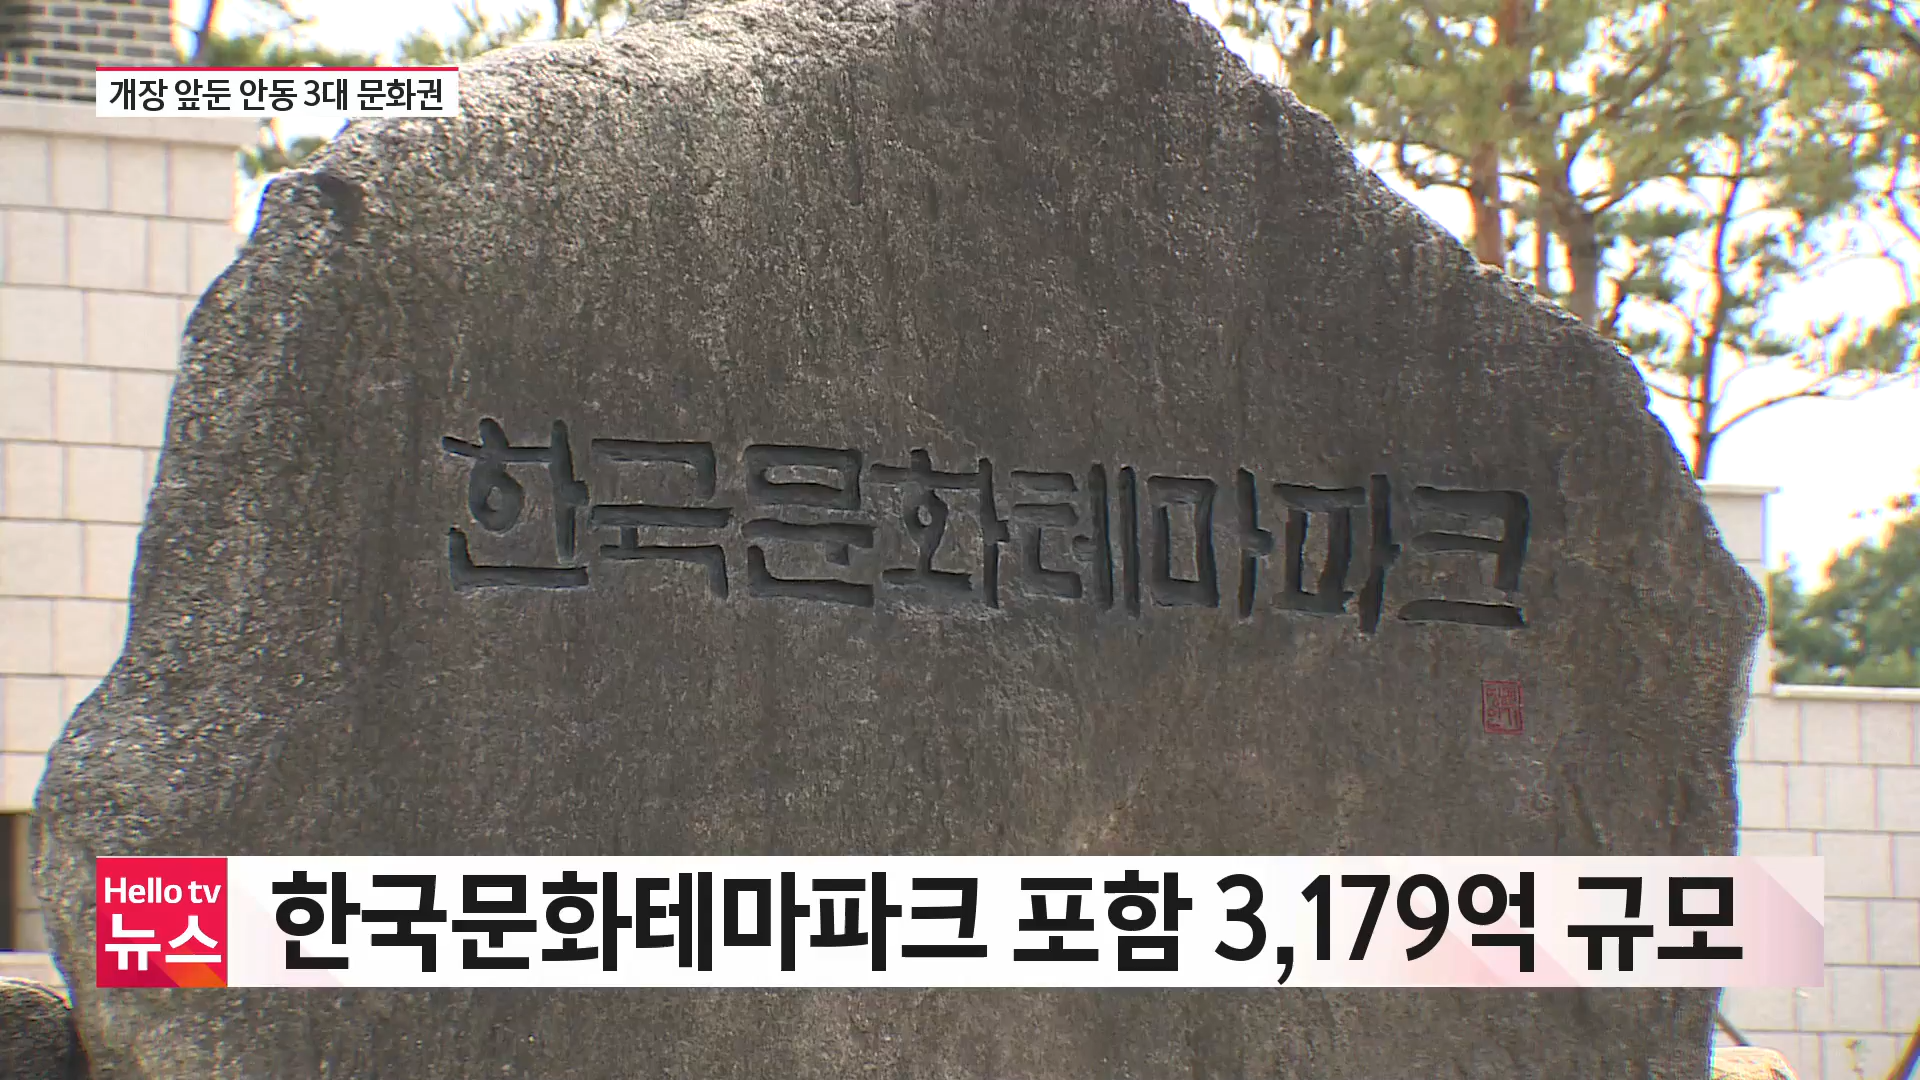 개장 앞둔 안동 3대 문화권
한국문화테마파크
Hello tv
뉴스
한국문화테마파크 포함 3,179억 규모